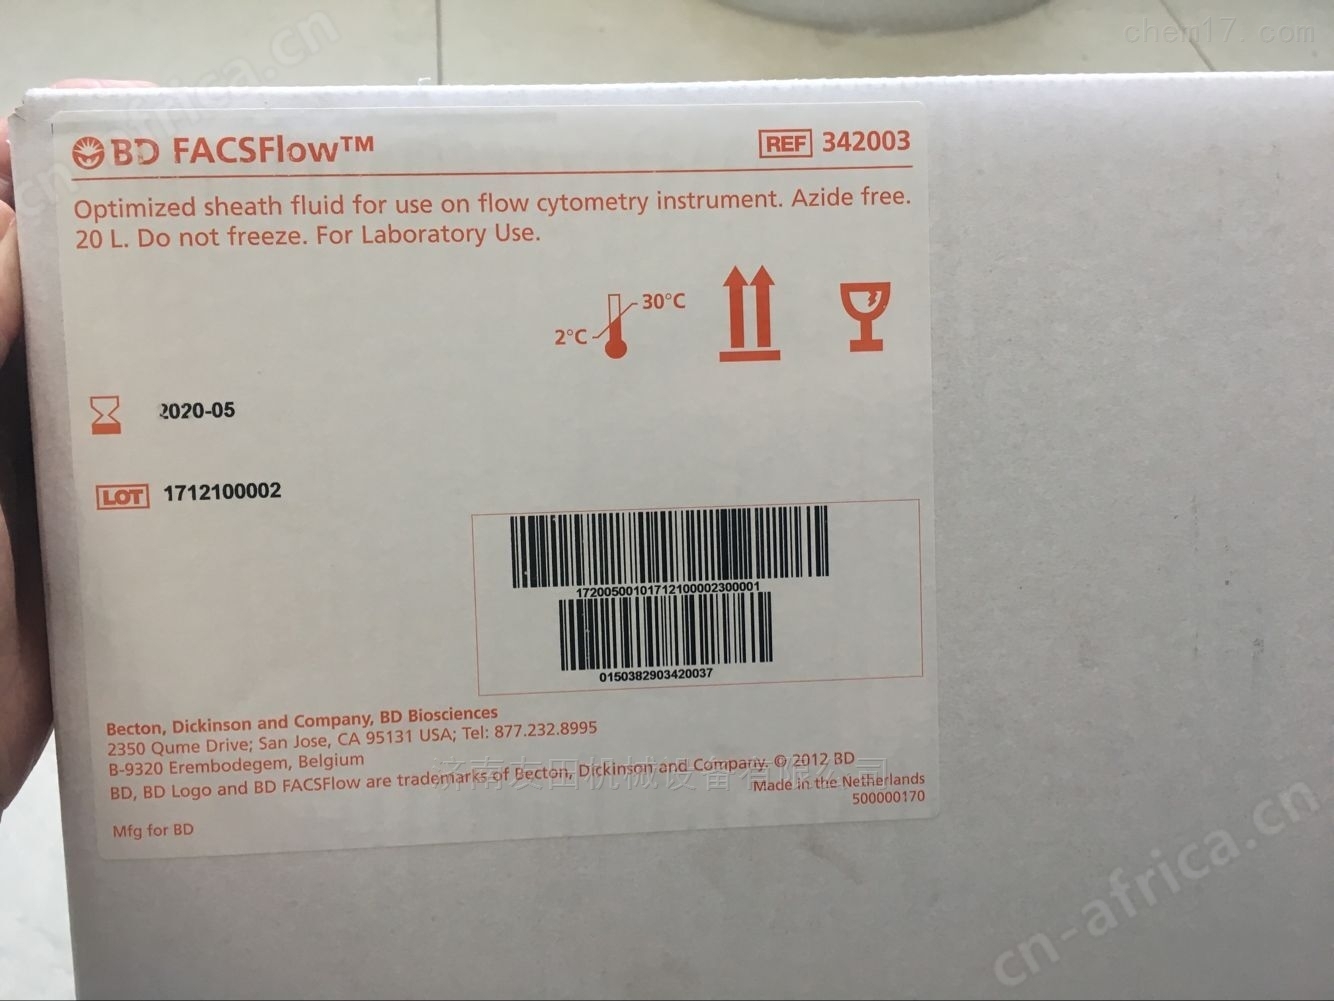 chem17.com
cn-africa.cn
BD FACSFlow™
REF 342003
Optimized sheath fluid for use on flow cytometry instrument. Azide free.
20 L. Do not freeze. For Laboratory Use.
30°C
2°C
2020-05
LOT 1712100002
17200500101712100002300001
0150382903420037
Becton, Dickinson and Company, BD Biosciences
2350 Qume Drive; San Jose, CA 95131 USA; Tel: 877.232.8995
B-9320 Erembodegem, Belgium
BD, BD Logo and BD FACSFlow are trademarks of Becton, Dickinson and Company. © 2012 BD
济南友田机械设备有限公司
Made in the Netherlands
500000170
Mfg for BD
cn-africa.cn